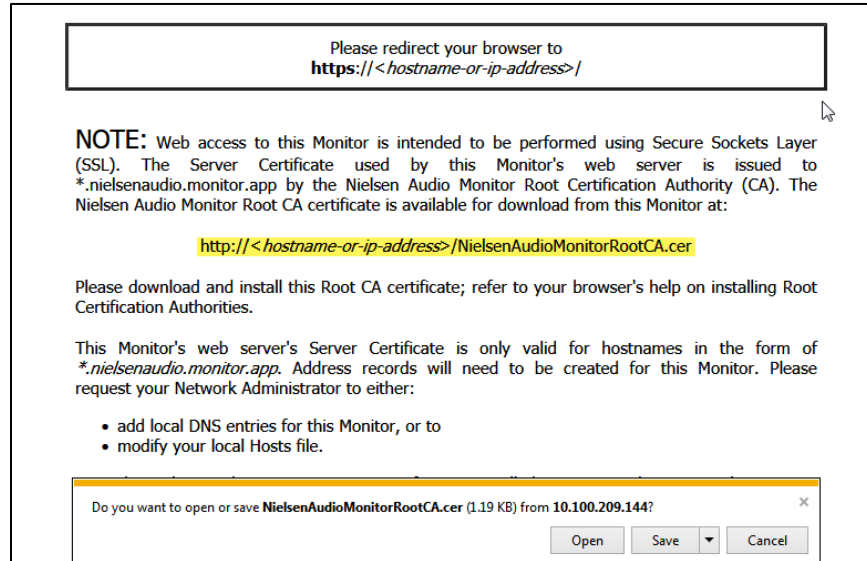 Please redirect your browser to
https://<hostname-or-ip-address>/
NOTE: Web access to this Monitor is intended to be performed using Secure Sockets Layer
(SSL). The Server Certificate used by this Monitor's web server is issued to
*.nielsenaudio.monitor.app by the Nielsen Audio Monitor Root Certification Authority (CA). The
Nielsen Audio Monitor Root CA certificate is available for download from this Monitor at:
http://<hostname-or-ip-address>/NielsenAudioMonitorRootCA.cer
Please download and install this Root CA certificate; refer to your browser's help on installing Root
Certification Authorities.
This Monitor's web server's Server Certificate is only valid for hostnames in the form of
*.nielsenaudio.monitor.app. Address records will need to be created for this Monitor. Please
request your Network Administrator to either:
• add local DNS entries for this Monitor, or to
• modify your local Hosts file.
Do you want to open or save NielsenAudioMonitorRootCA.cer (1.19 KB) from 10.100.209.144?
Open Save Cancel